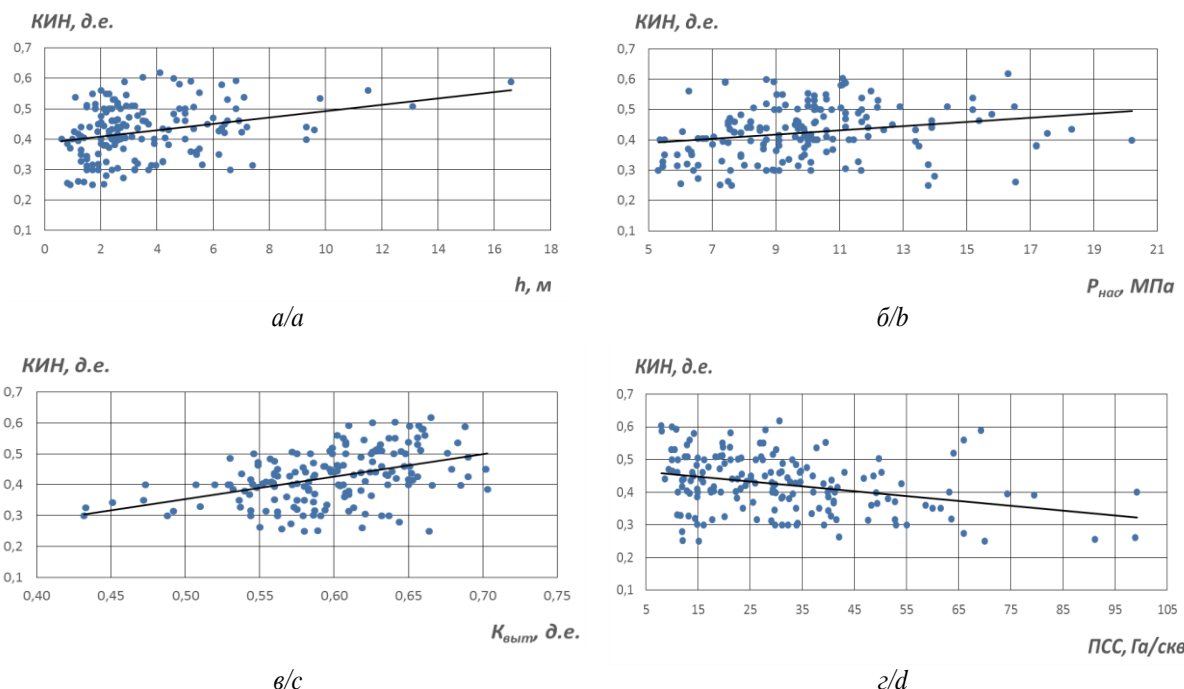 КИН, д.е.
0,7
0,6
0,5
0,4
0,3
0,2
0,1
0 2 4 6 8 10 12 14 16 18
h, м
а/a
КИН, д.е.
0,7
0,6
0,5
0,4
0,3
0,2
0,1
5 7 9 11 13 15 17 19 21
Рнас, МПа
б/b
КИН, д.е.
0,7
0,6
0,5
0,4
0,3
0,2
0,1
0,40 0,45 0,50 0,55 0,60 0,65 0,70 0,75
Квыт, д.е.
в/c
КИН, д.е.
0,7
0,6
0,5
0,4
0,3
0,2
0,1
5 15 25 35 45 55 65 75 85 95 105
ПСС, Га/скв
г/d